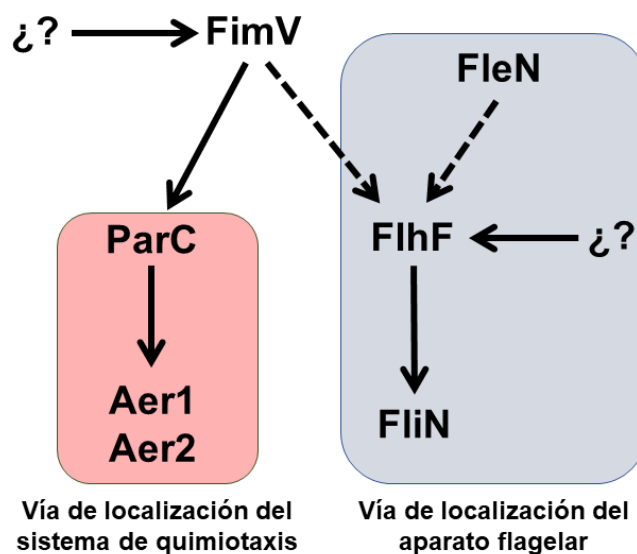 ¿? FimV
FleN
ParC
FlhF ¿?
Aer1
Aer2
FliN
Vía de localización del
sistema de quimiotaxis
Vía de localización del
aparato flagelar